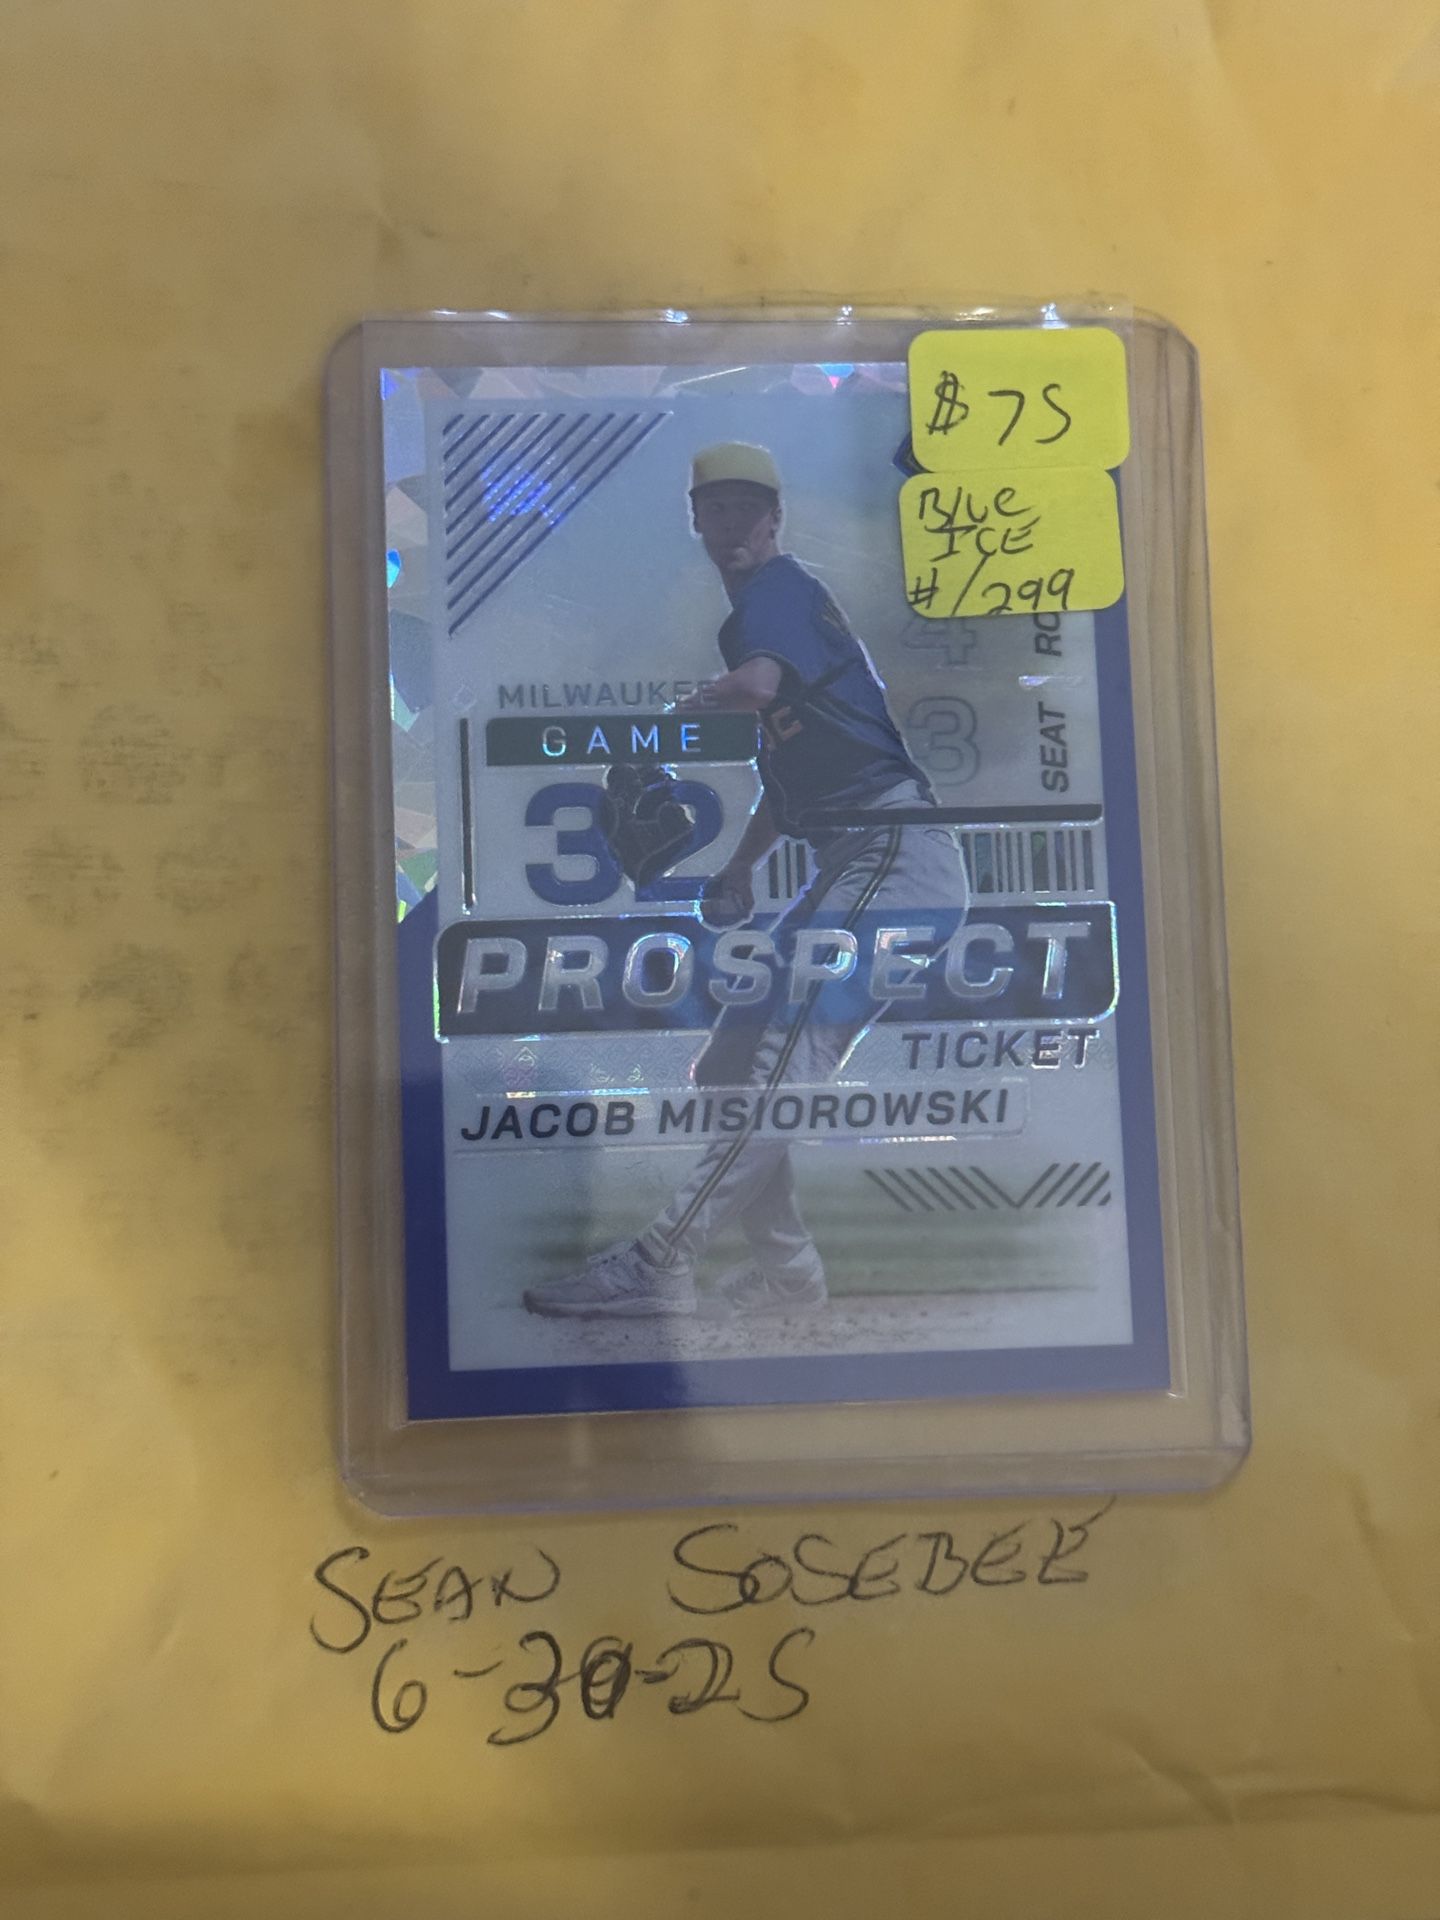 $75
Blue
ICE
#/299
4
RO
3
SEAT
MILWAUKEE
GAME
32
PROSPECT
TICKET
JACOB MISIOROWSKI
SEAN SOSEBEE
6-30-25